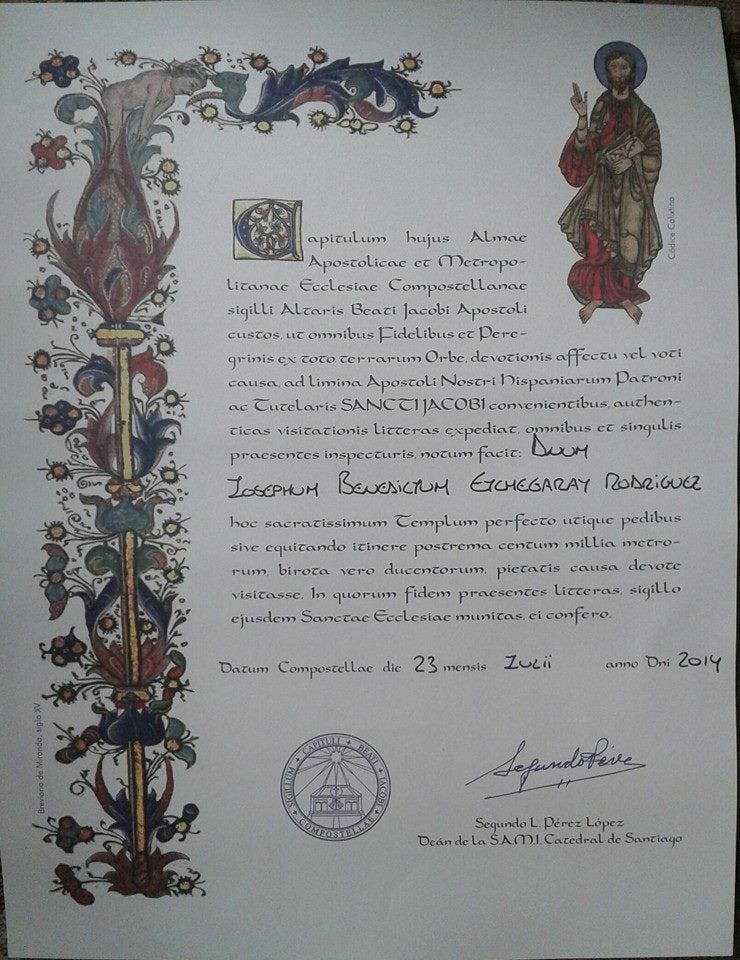 Capitulum hujus Almae
Apostolicae et Metropo-
litanae Ecclesiae Compostellanae
sigilli Altaris Beati Jacobi Apostoli
custos, ut omnibus Fidelibus et Pere-
grinis ex toto terrarum Orbe, devotionis affectu vel voti
causa, ad limina Apostoli Nostri Hispaniarum Patroni
ac Tutelaris SANCTI JACOBI convenientibus, authen-
ticas visitationis litteras expediat, omnibus et singulis
praesentes inspecturis, notum facit: Dnum
Iosephum Benedictum Etchegaray Rodriguez
hoc sacratissimum Templum perfecto utique pedibus
sive equitando itinere postrema centum millia metro-
rum, birota vero ducentorum, pietatis causa devote
visitasse. In quorum fidem praesentes litteras, sigillo
ejusdem Sanctae Ecclesiae munitas, ei confero.
Datum Compostellae die 23 mensis Iulii anno Dni 2014
Codice Calixtino
Breviario de Miranda, siglo XV
SIGILLUM CAPITULI BEATI JACOBI COMPOSTELLAE
Segundo Pérez
Segundo L. Pérez López
Deán de la S.A.M.I. Catedral de Santiago